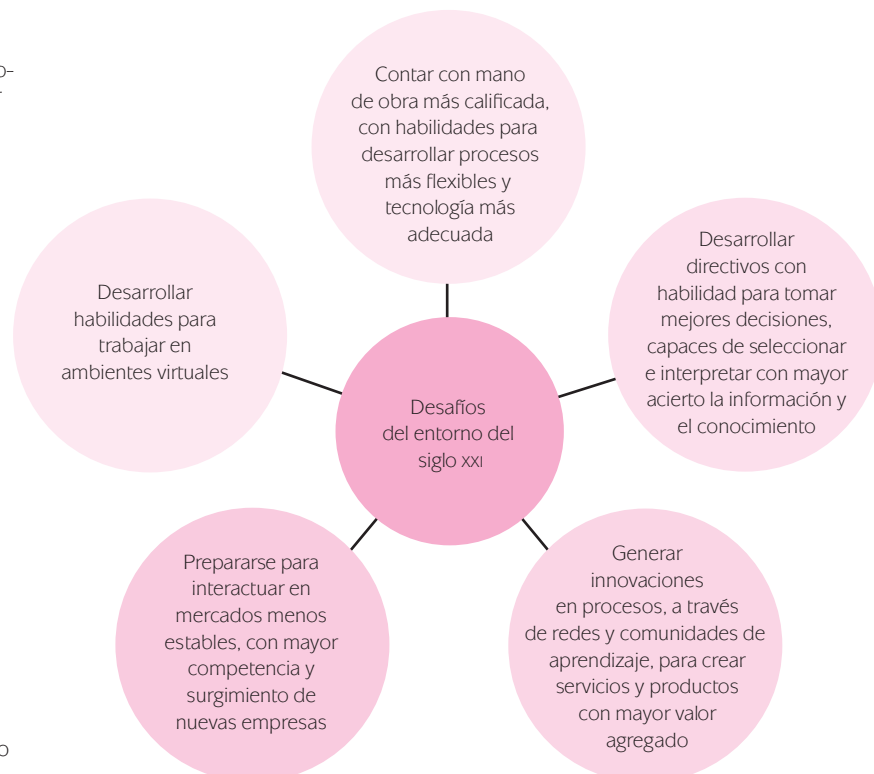 Contar con mano
de obra más calificada,
con habilidades para
desarrollar procesos
más flexibles y
tecnología más
adecuada
Desarrollar
directivos con
habilidad para tomar
mejores decisiones,
capaces de seleccionar
e interpretar con mayor
acierto la información y
el conocimiento
Desarrollar
habilidades para
trabajar en
ambientes virtuales
Desafíos
del entorno del
siglo XXI
Prepararse para
interactuar en
mercados menos
estables, con mayor
competencia y
surgimiento de
nuevas empresas
Generar
innovaciones
en procesos, a través
de redes y comunidades de
aprendizaje, para crear
servicios y productos
con mayor valor
agregado